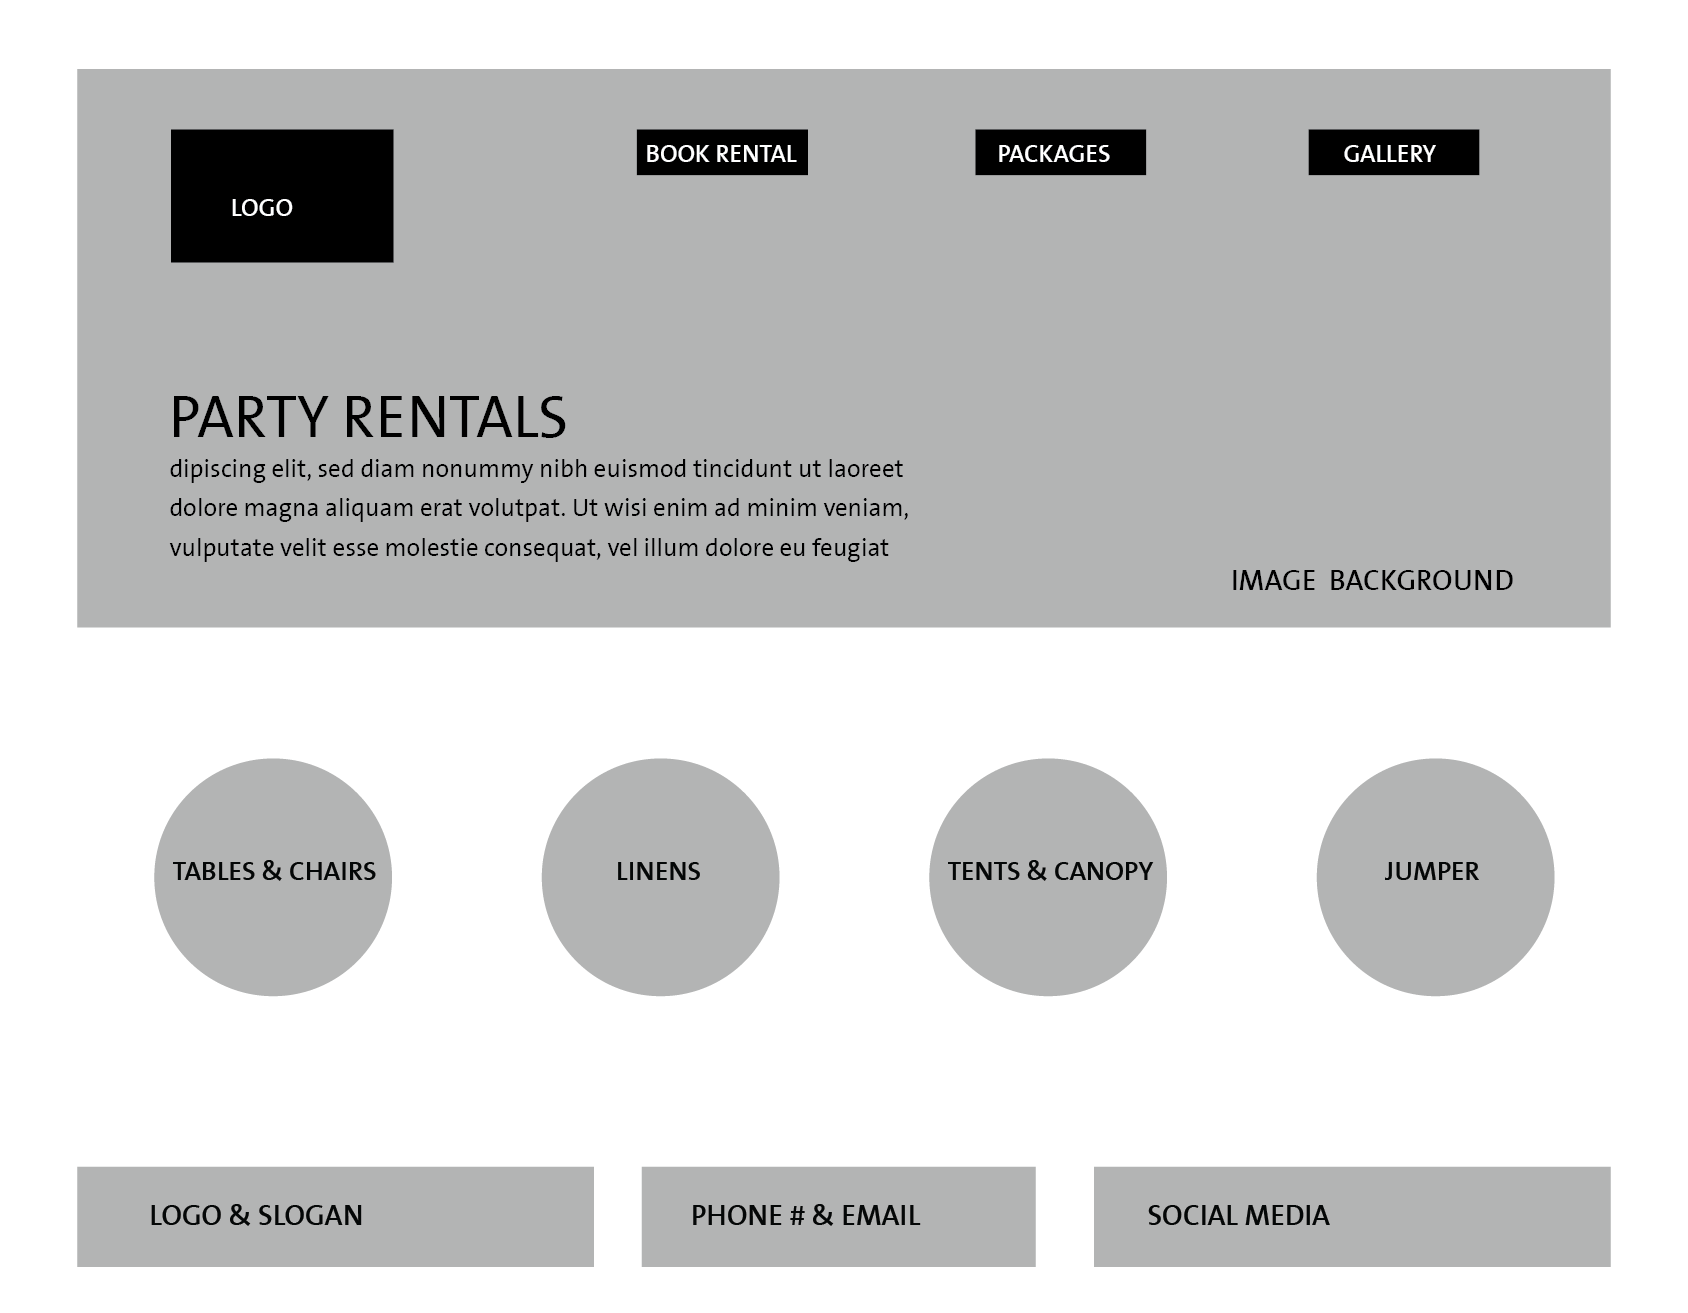 LOGO
BOOK RENTAL
PACKAGES
GALLERY
PARTY RENTALS
dipiscing elit, sed diam nonummy nibh euismod tincidunt ut laoreet
dolore magna aliquam erat volutpat. Ut wisi enim ad minim veniam,
vulputate velit esse molestie consequat, vel illum dolore eu feugiat
IMAGE BACKGROUND
TABLES & CHAIRS
LINENS
TENTS & CANOPY
JUMPER
LOGO & SLOGAN
PHONE # & EMAIL
SOCIAL MEDIA